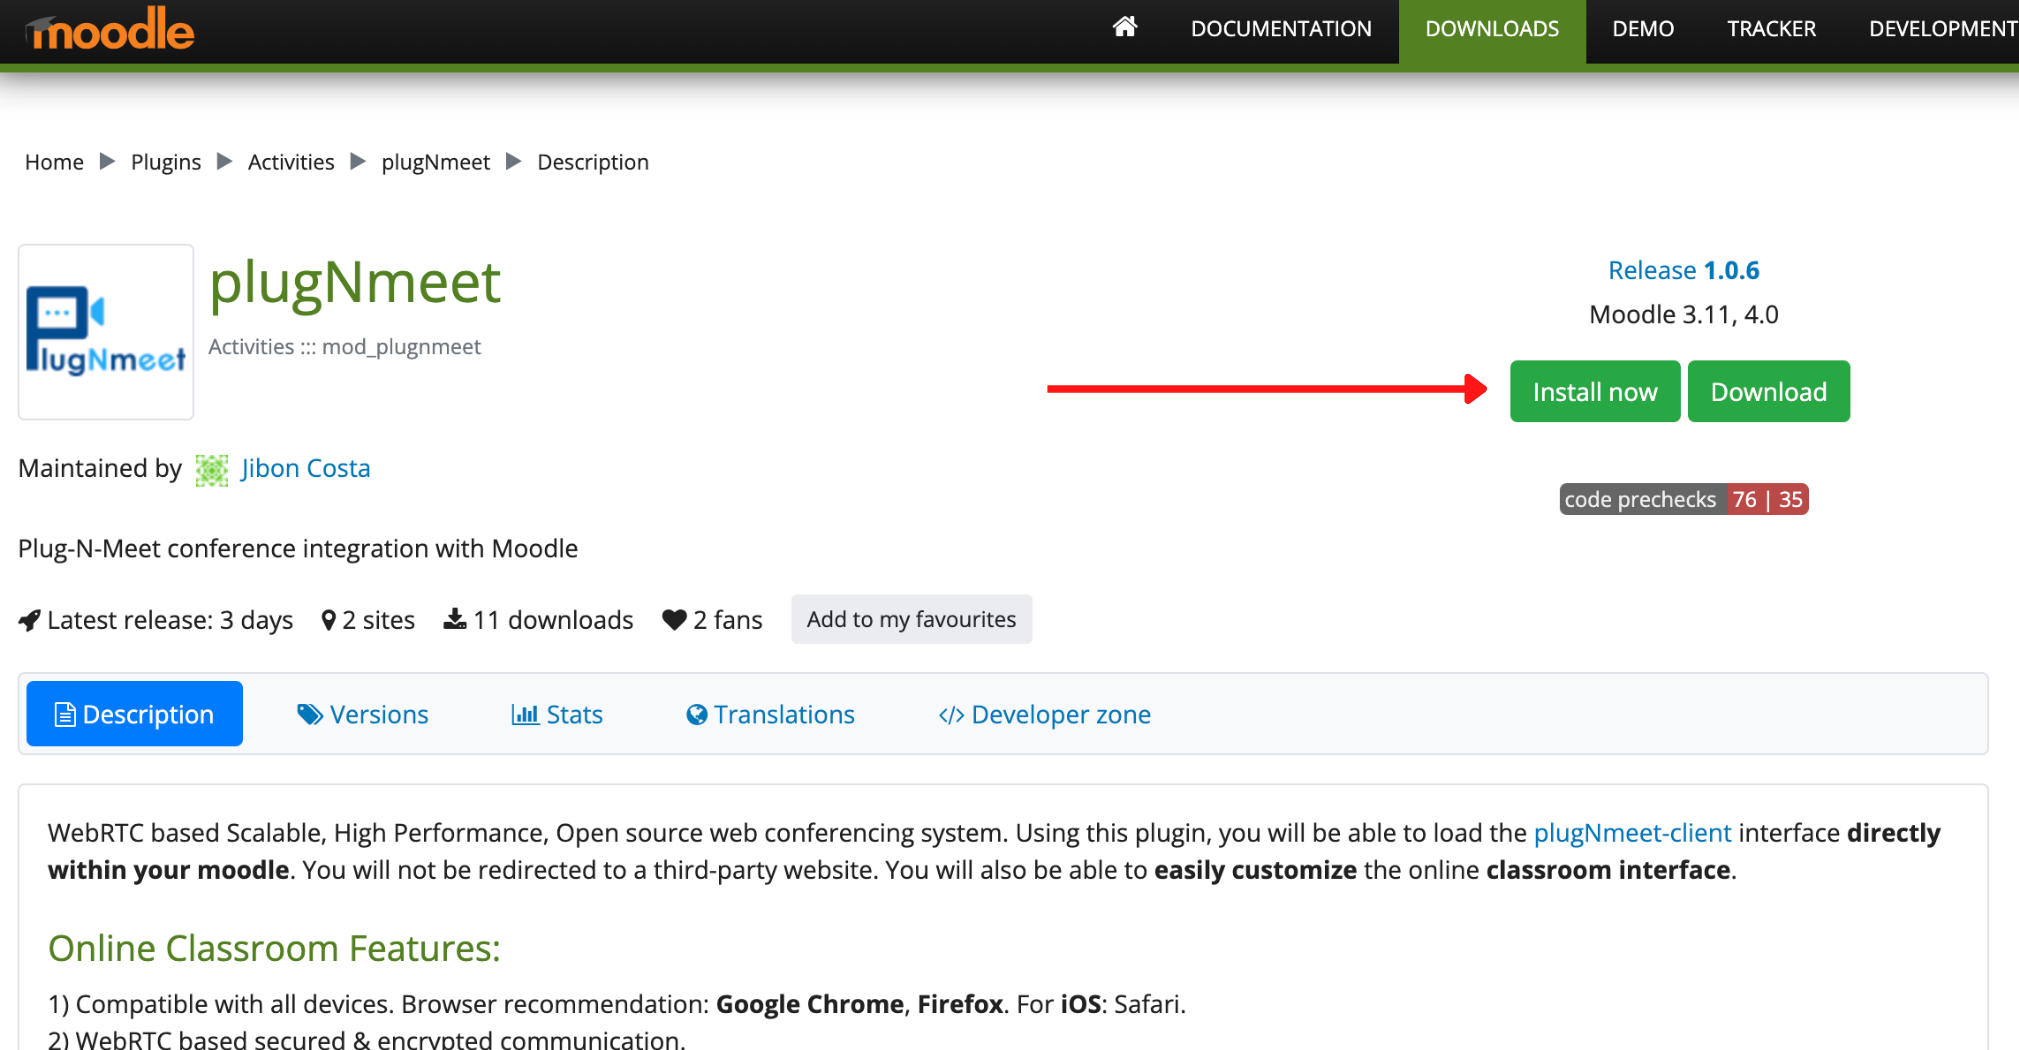 moodle
DOCUMENTATION DOWNLOADS DEMO TRACKER DEVELOPMENT
Home Plugins Activities plugNmeet Description
PlugNmeet
plugNmeet
Activities ::: mod_plugnmeet
Release 1.0.6
Moodle 3.11, 4.0
Install now Download
code prechecks 76 | 35
Maintained by Jibon Costa
Plug-N-Meet conference integration with Moodle
Latest release: 3 days 2 sites 11 downloads 2 fans Add to my favourites
Description Versions Stats Translations </> Developer zone
WebRTC based Scalable, High Performance, Open source web conferencing system. Using this plugin, you will be able to load the plugNmeet-client interface directly
within your moodle. You will not be redirected to a third-party website. You will also be able to easily customize the online classroom interface.
Online Classroom Features:
1) Compatible with all devices. Browser recommendation: Google Chrome, Firefox. For iOS: Safari.
2) WebRTC based secured & encrypted communication.